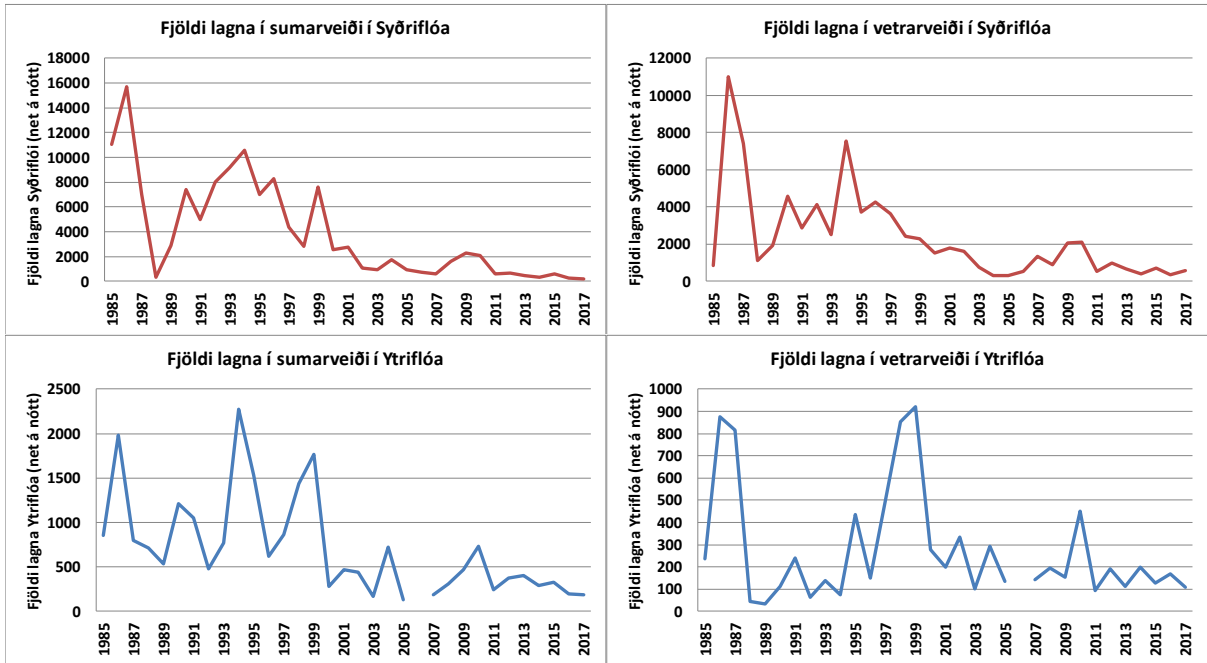 Fjöldi lagna í sumarveiði í Syðriflóa
Fjöldi lagna Syðriflói (net á nótt)
18000
16000
14000
12000
10000
8000
6000
4000
2000
0
1985 1987 1989 1991 1993 1995 1997 1999 2001 2003 2005 2007 2009 2011 2013 2015 2017
Fjöldi lagna í vetrarveiði í Syðriflóa
Fjöldi lagna Syðriflói (net á nótt)
12000
10000
8000
6000
4000
2000
0
1985 1987 1989 1991 1993 1995 1997 1999 2001 2003 2005 2007 2009 2011 2013 2015 2017
Fjöldi lagna í sumarveiði í Ytriflóa
Fjöldi lagna Ytriflóa (net á nótt)
2500
2000
1500
1000
500
0
1985 1987 1989 1991 1993 1995 1997 1999 2001 2003 2005 2007 2009 2011 2013 2015 2017
Fjöldi lagna í vetrarveiði í Ytriflóa
Fjöldi lagna Ytriflóa (net á nótt)
1000
900
800
700
600
500
400
300
200
100
0
1985 1987 1989 1991 1993 1995 1997 1999 2001 2003 2005 2007 2009 2011 2013 2015 2017